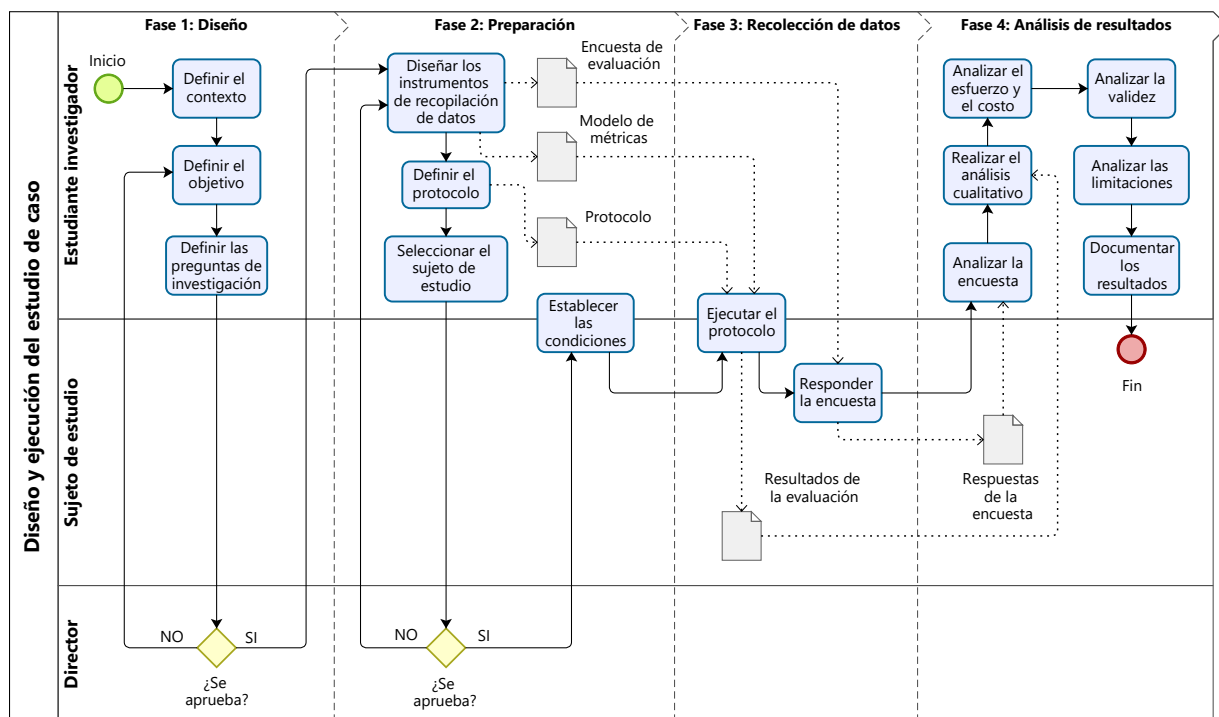 Diseño y ejecución del estudio de caso
Fase 1: Diseño
Fase 2: Preparación
Fase 3: Recolección de datos
Fase 4: Análisis de resultados
Estudiante investigador
Inicio
Definir el
contexto
Definir el
objetivo
Definir las
preguntas de
investigación
Diseñar los
instrumentos
de recopilación
de datos
Definir el
protocolo
Seleccionar el
sujeto de
estudio
Encuesta de
evaluación
Modelo de
métricas
Protocolo
Establecer
las
condiciones
Ejecutar el
protocolo
Analizar el
esfuerzo y
el costo
Realizar el
análisis
cualitativo
Analizar la
encuesta
Analizar la
validez
Analizar las
limitaciones
Documentar
los
resultados
Sujeto de estudio
Responder
la encuesta
Resultados de
la evaluación
Respuestas
de la
encuesta
Fin
Director
NO
SI
¿Se
aprueba?
NO
SI
¿Se
aprueba?